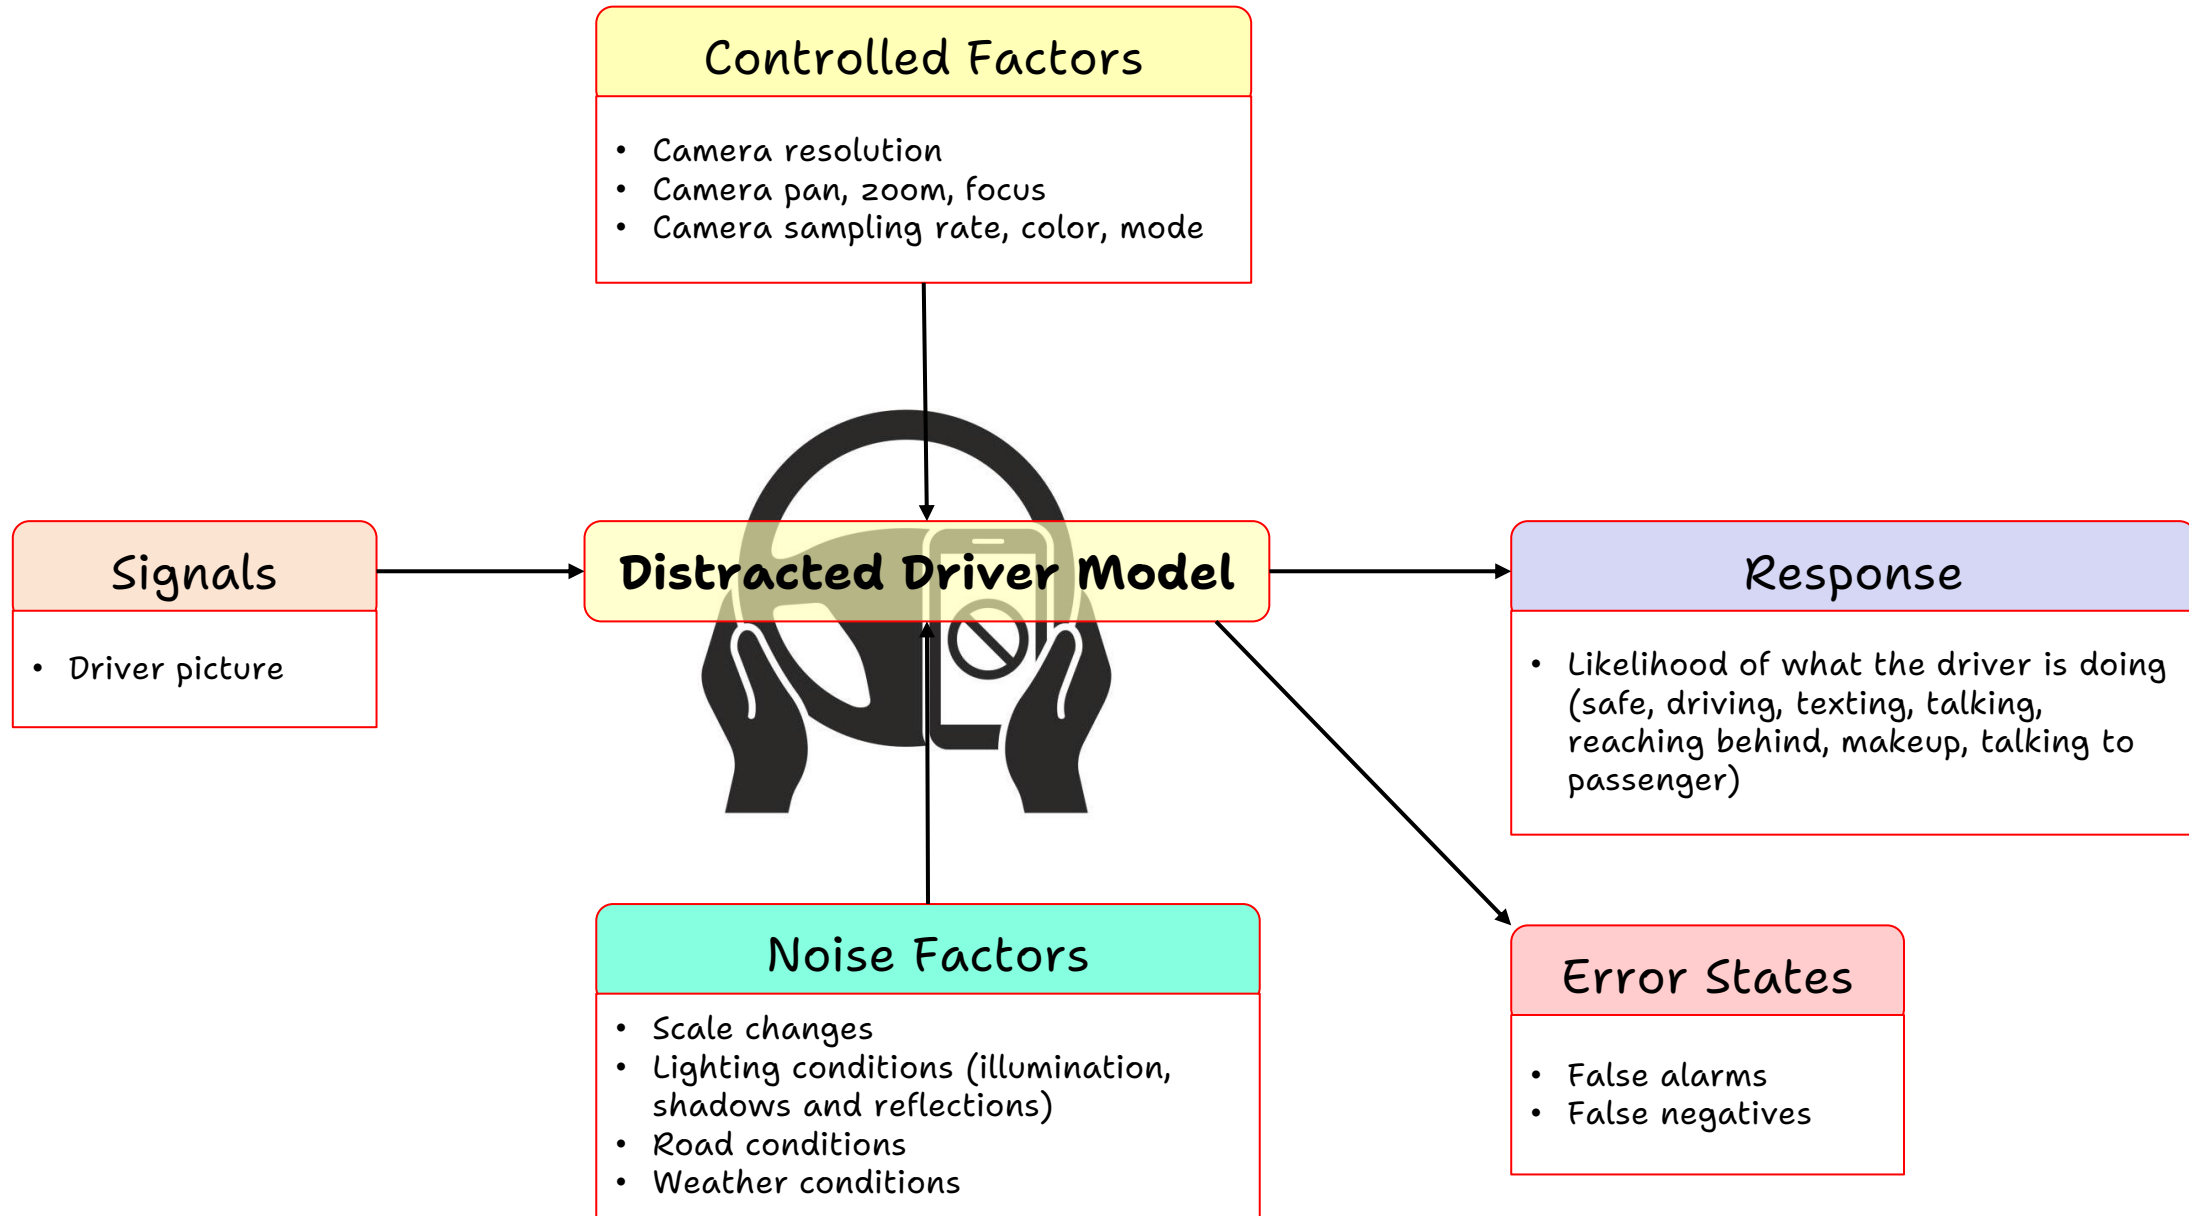 Controlled Factors
• Camera resolution
• Camera pan, zoom, focus
• Camera sampling rate, color, mode
Signals
• Driver picture
Distracted Driver Model
Response
• Likelihood of what the driver is doing
(safe, driving, texting, talking,
reaching behind, makeup, talking to
passenger)
Noise Factors
• Scale changes
• Lighting conditions (illumination,
shadows and reflections)
• Road conditions
• Weather conditions
Error States
• False alarms
• False negatives